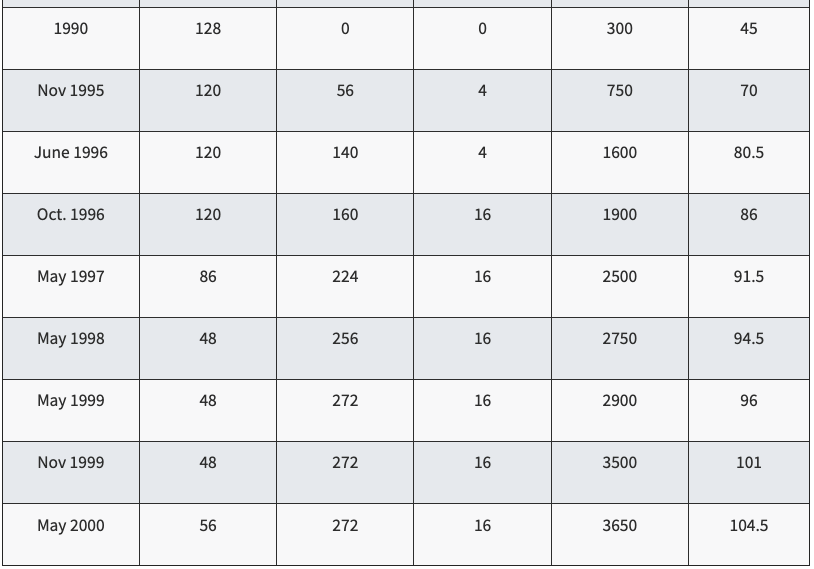 1990 128 0 0 300 45
Nov 1995 120 56 4 750 70
June 1996 120 140 4 1600 80.5
Oct. 1996 120 160 16 1900 86
May 1997 86 224 16 2500 91.5
May 1998 48 256 16 2750 94.5
May 1999 48 272 16 2900 96
Nov 1999 48 272 16 3500 101
May 2000 56 272 16 3650 104.5